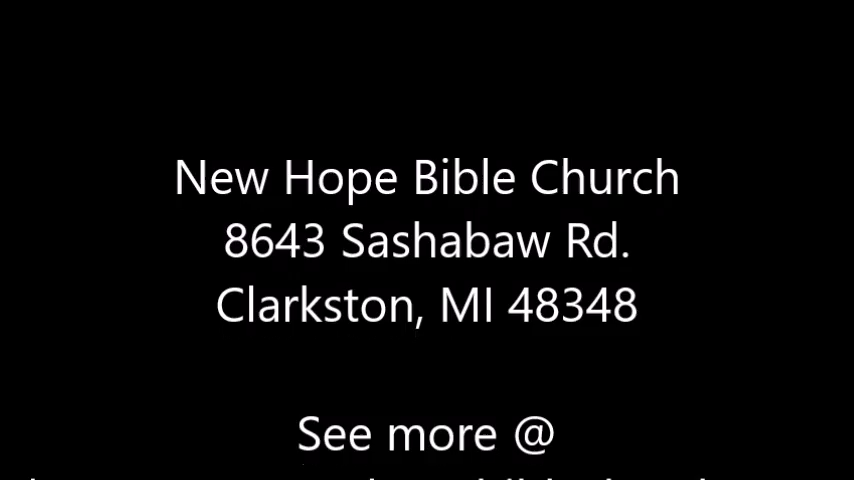 New Hope Bible Church
8643 Sashabaw Rd.
Clarkston, MI 48348
See more @